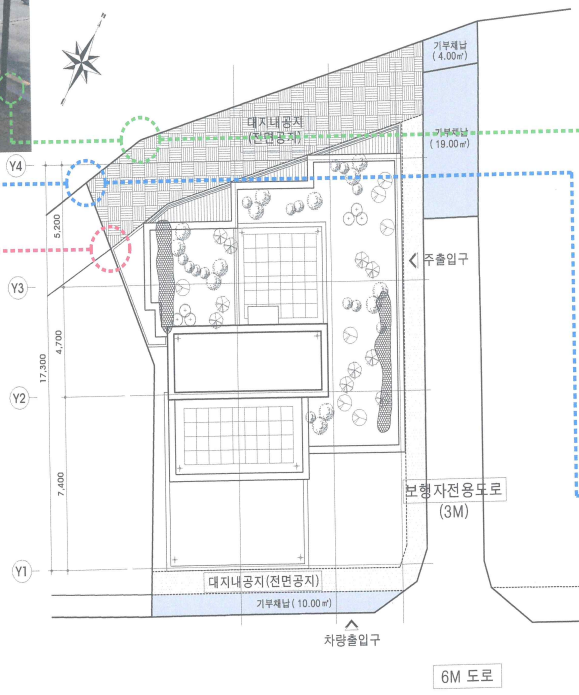 기부채납
(4.00㎡)
대지내공지
(전면공지)
기부채납
(19.00㎡)
Y4
5,200
주출입구
Y3
4,700
17,300
Y2
7,400
보행자전용도로
(3M)
Y1
대지내공지(전면공지)
기부채납(10.00㎡)
차량출입구
6M 도로